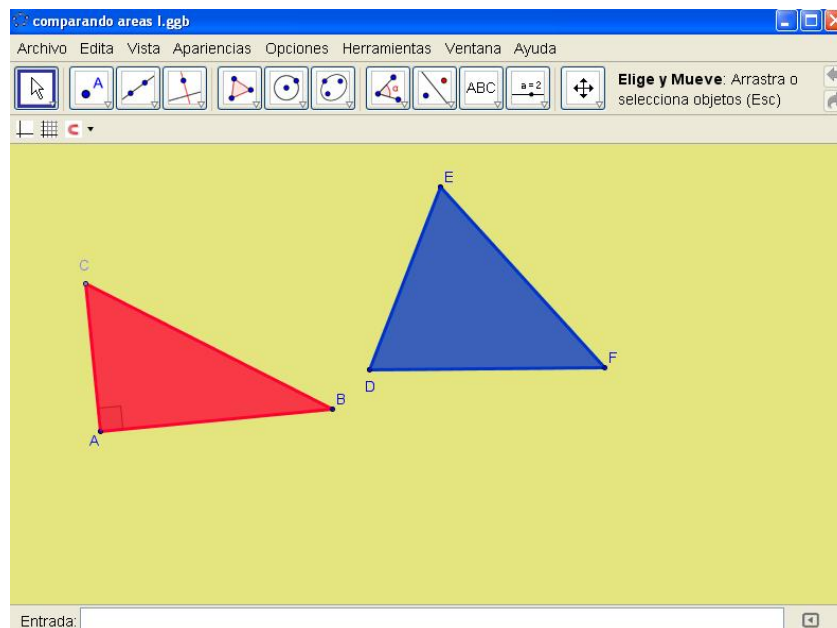 comparando areas I.ggb
Archivo Edita Vista Apariencias Opciones Herramientas Ventana Ayuda
A α ABC a=2 Elige y Mueve: Arrastra o
selecciona objetos (Esc)
E
C
F
D
B
A
Entrada: